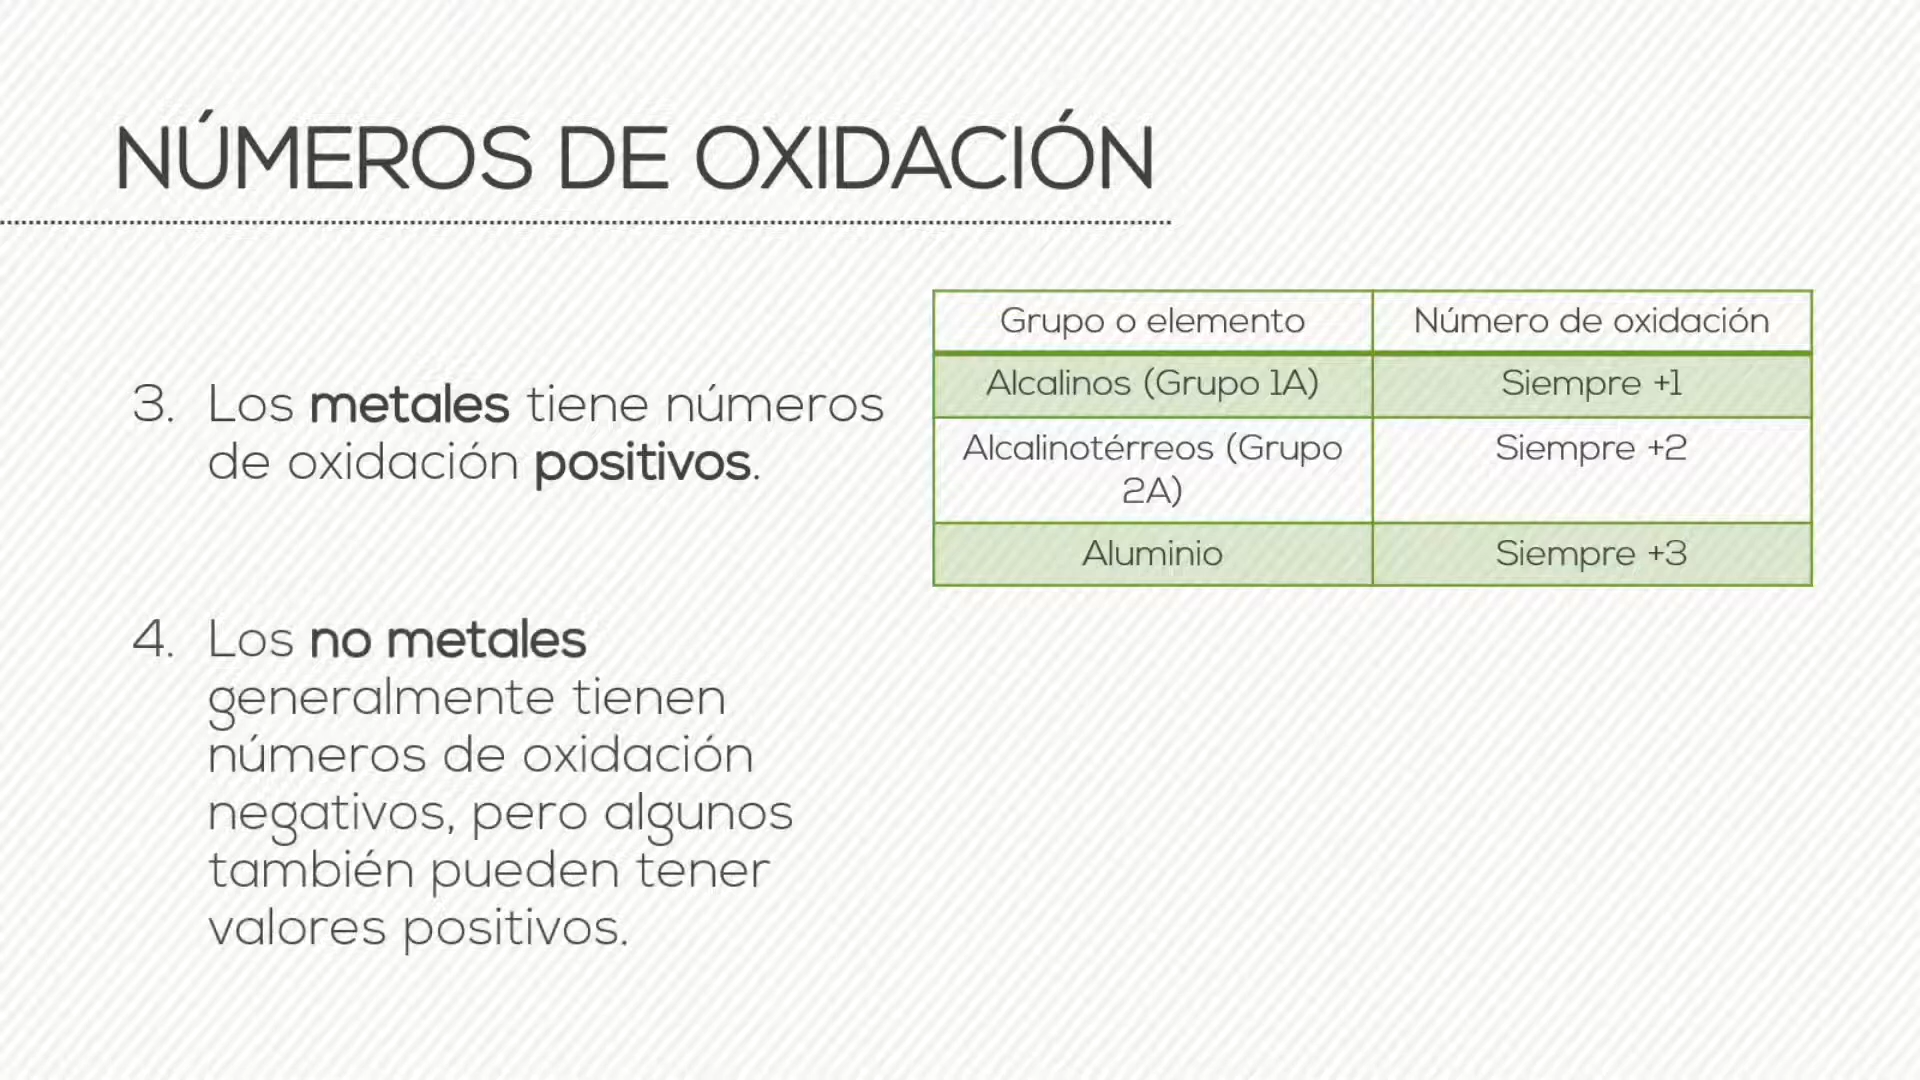 NÚMEROS DE OXIDACIÓN
3. Los metales tiene números
de oxidación positivos.
4. Los no metales
generalmente tienen
números de oxidación
negativos, pero algunos
también pueden tener
valores positivos.
Grupo o elemento Número de oxidación
Alcalinos (Grupo 1A) Siempre +1
Alcalinotérreos (Grupo Siempre +2
2A)
Aluminio Siempre +3